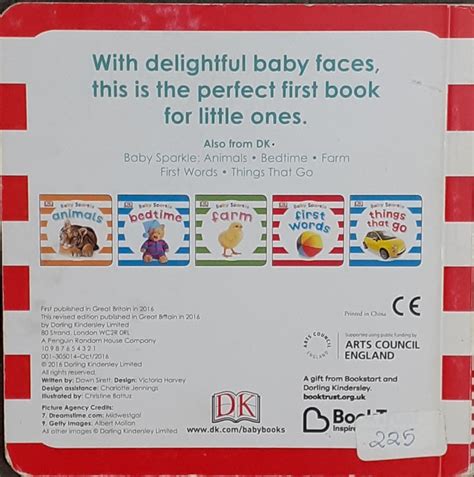 With delightful baby faces,
this is the perfect first book
for little ones.
Also from DK•
Baby Sparkle: Animals • Bedtime • Farm
First Words • Things That Go
Baby Sparkle
animals
Baby Sparkle
bedtime
Baby Sparkle
farm
Baby Sparkle
first
words
Baby Sparkle
things
that go
First published in Great Britain in 2016
This revised edition published in Great Britain in 2016
by Dorling Kindersley Limited
80 Strand, London WC2R 0RL
A Penguin Random House Company
10 9 8 7 6 5 4 3 2 1
001-305014-Oct/2016
© 2016 Dorling Kindersley Limited
All rights reserved.
Written by: Dawn Sirett; Design: Victoria Harvey
Design assistance: Charlotte Jennings
Illustrated by: Christine Battus
Picture Agency Credits:
7. Dreamstime.com: Midwestgal
9. Getty Images: Albert Mollon
All other images © Dorling Kindersley Limited
Printed in China
CE
ARTS COUNCIL
ENGLAND
Supported using public funding by
ARTS COUNCIL
ENGLAND
DK
www.dk.com/babybooks
A gift from Bookstart and
Dorling Kindersley.
booktrust.org.uk
BookT
Inspire
225